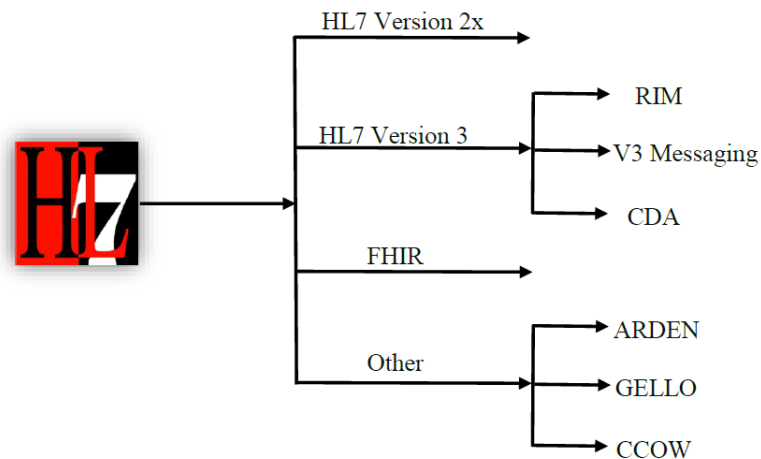 HL7 Version 2x
RIM
HL7 Version 3
V3 Messaging
HL7
CDA
FHIR
ARDEN
Other
GELLO
CCOW